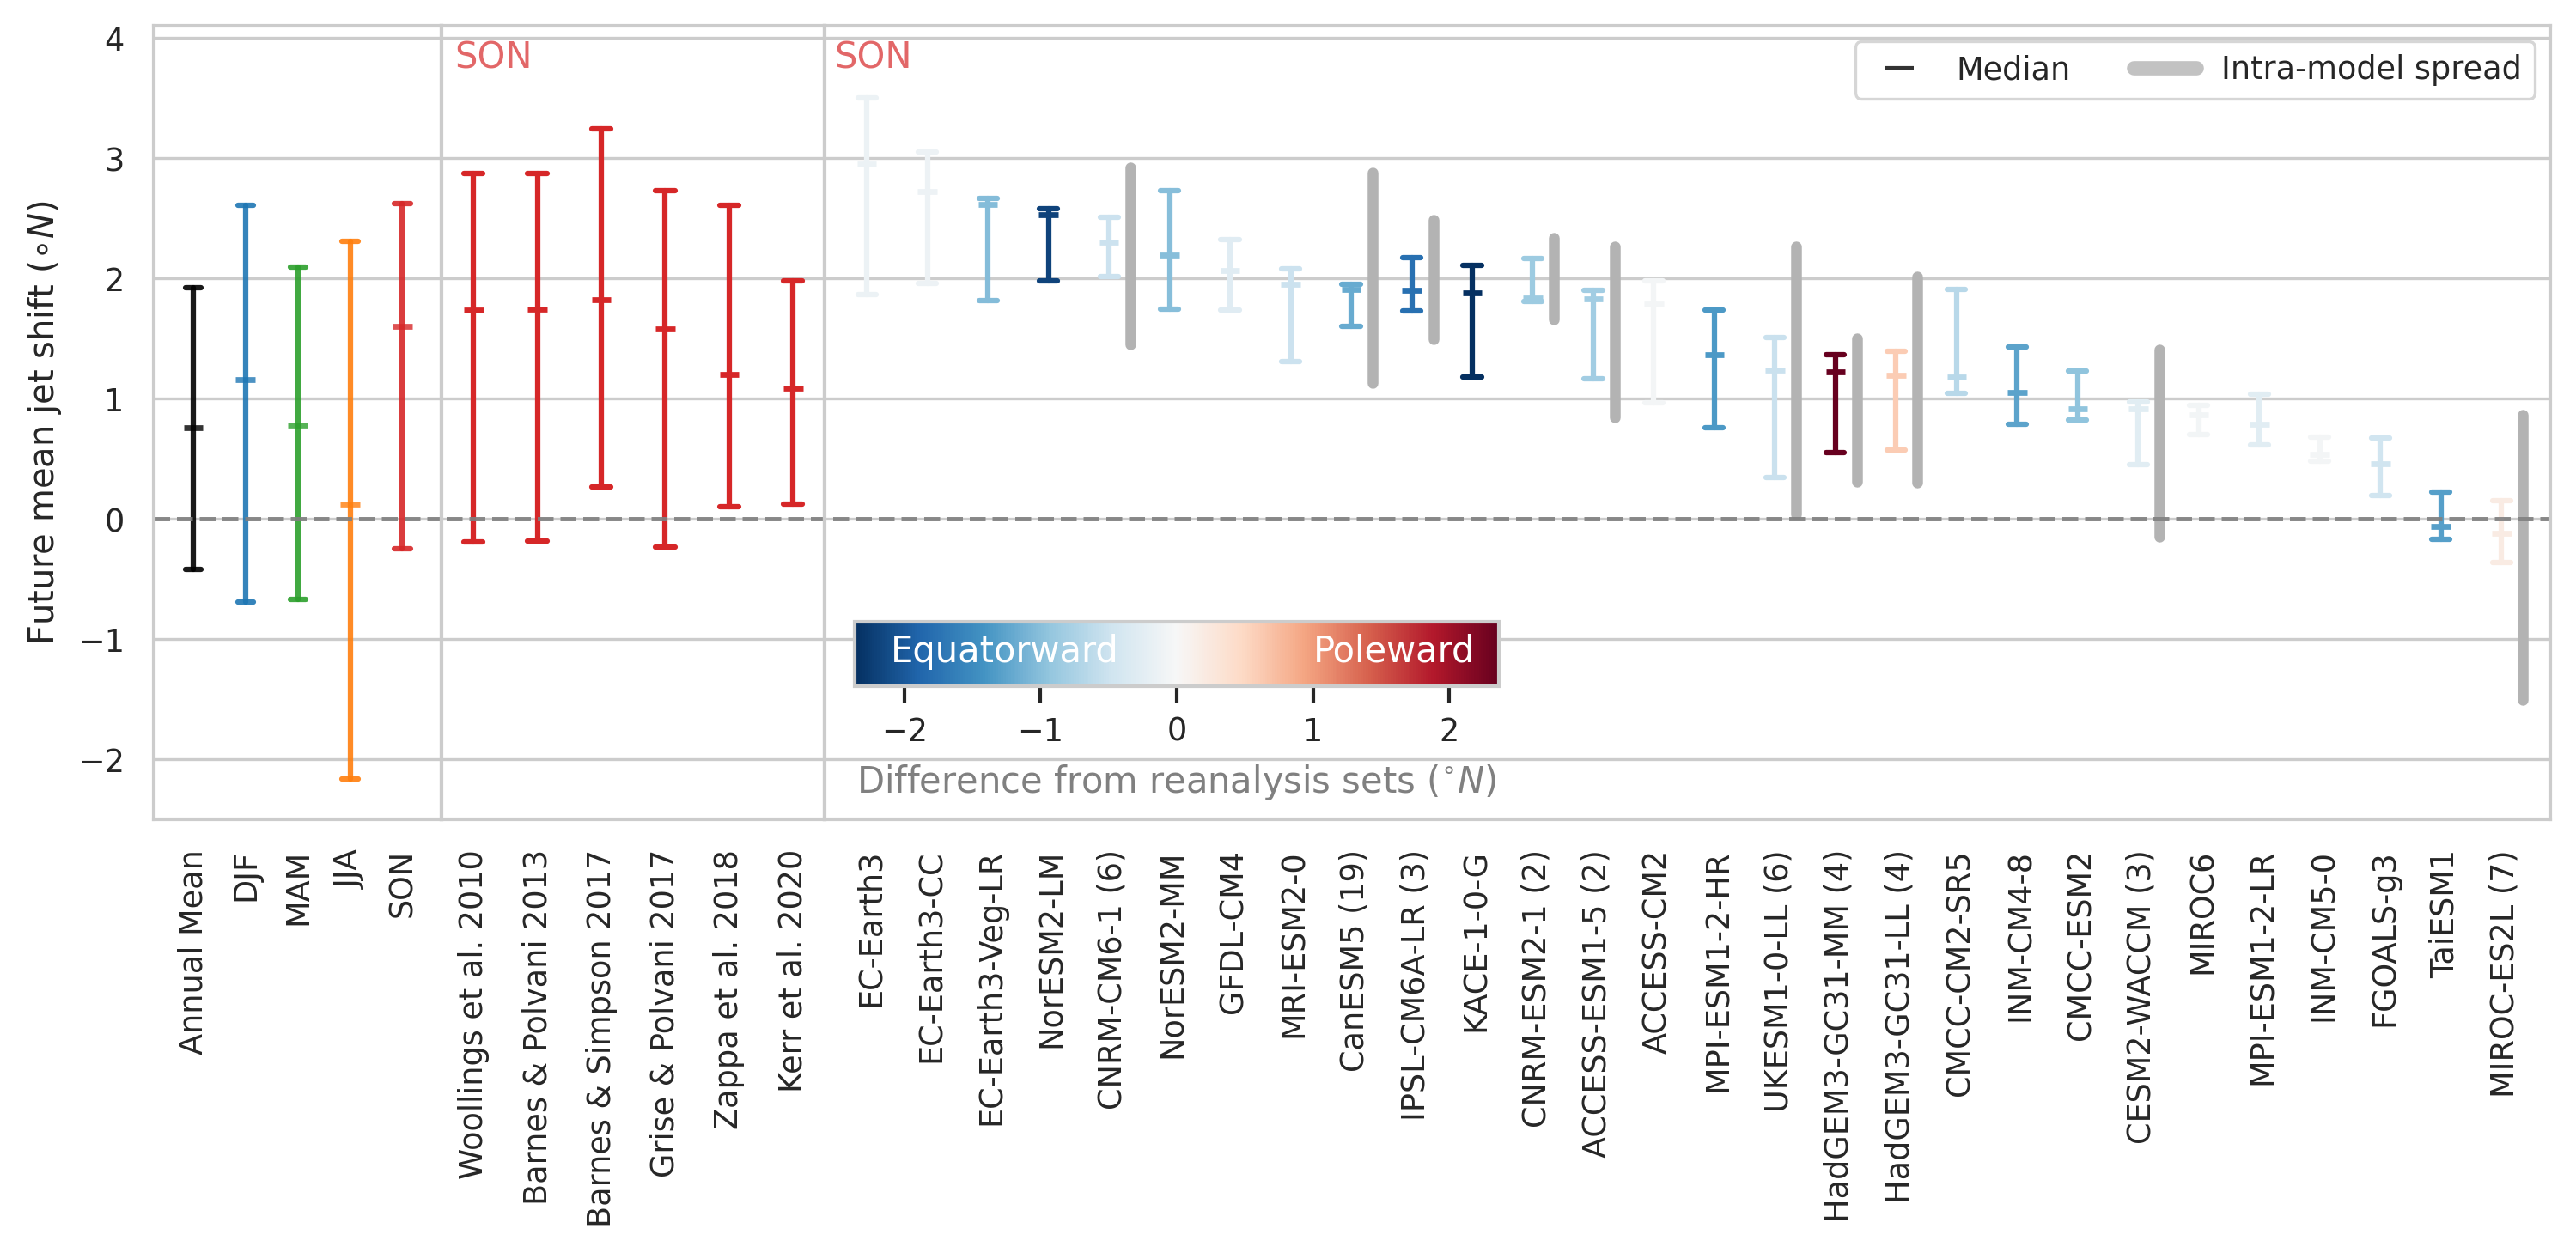 SON
SON
Median
Intra-model spread
Future mean jet shift (∘N)
4
3
2
1
0
−1
−2
Equatorward
Poleward
−2
−1
0
1
2
Difference from reanalysis sets (°N)
Annual Mean
DJF
MAM
JJA
SON
Woollings et al. 2010
Barnes & Polvani 2013
Barnes & Simpson 2017
Grise & Polvani 2017
Zappa et al. 2018
Kerr et al. 2020
EC-Earth3
EC-Earth3-CC
EC-Earth3-Veg-LR
NorESM2-LM
CNRM-CM6-1 (6)
NorESM2-MM
GFDL-CM4
MRI-ESM2-0
CanESM5 (19)
IPSL-CM6A-LR (3)
KACE-1-0-G
CNRM-ESM2-1 (2)
ACCESS-ESM1-5 (2)
ACCESS-CM2
MPI-ESM1-2-HR
UKESM1-0-LL (6)
HadGEM3-GC31-MM (4)
HadGEM3-GC31-LL (4)
CMCC-CM2-SR5
INM-CM4-8
CMCC-ESM2
CESM2-WACCM (3)
MIROC6
MPI-ESM1-2-LR
INM-CM5-0
FGOALS-g3
TaiESM1
MIROC-ES2L (7)